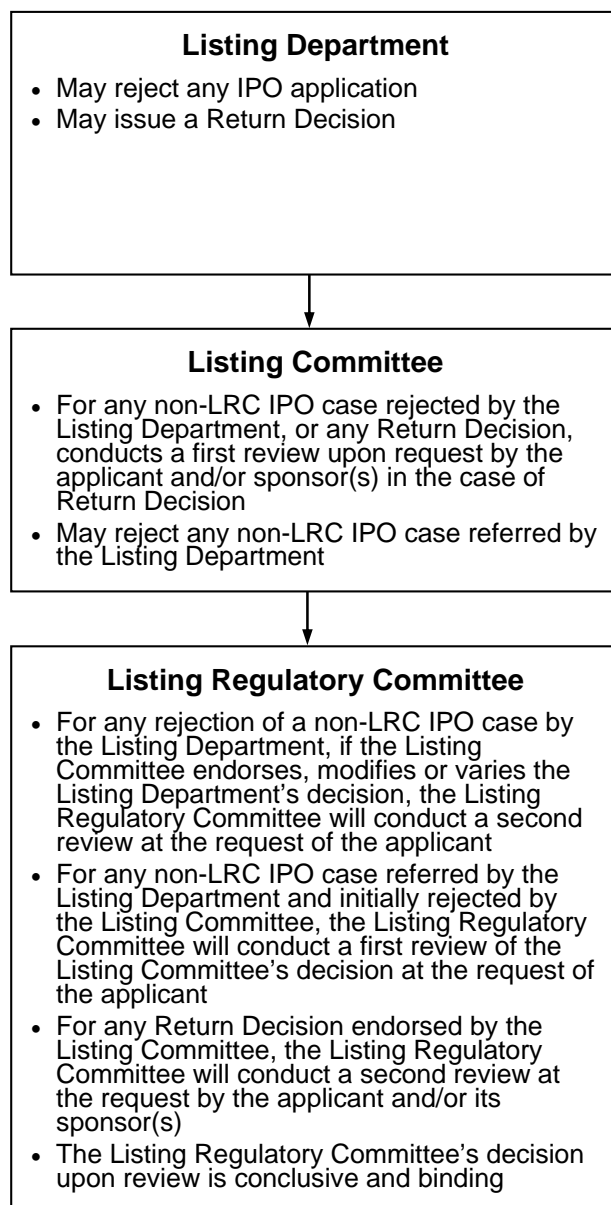 Listing Department
• May reject any IPO application
• May issue a Return Decision
Listing Committee
• For any non-LRC IPO case rejected by the
Listing Department, or any Return Decision,
conducts a first review upon request by the
applicant and/or sponsor(s) in the case of
Return Decision
• May reject any non-LRC IPO case referred by
the Listing Department
Listing Regulatory Committee
• For any rejection of a non-LRC IPO case by
the Listing Department, if the Listing
Committee endorses, modifies or varies the
Listing Department’s decision, the Listing
Regulatory Committee will conduct a second
review at the request of the applicant
• For any non-LRC IPO case referred by the
Listing Department and initially rejected by
the Listing Committee, the Listing Regulatory
Committee will conduct a first review of the
Listing Committee’s decision at the request of
the applicant
• For any Return Decision endorsed by the
Listing Committee, the Listing Regulatory
Committee will conduct a second review at
the request by the applicant and/or its
sponsor(s)
• The Listing Regulatory Committee’s decision
upon review is conclusive and binding